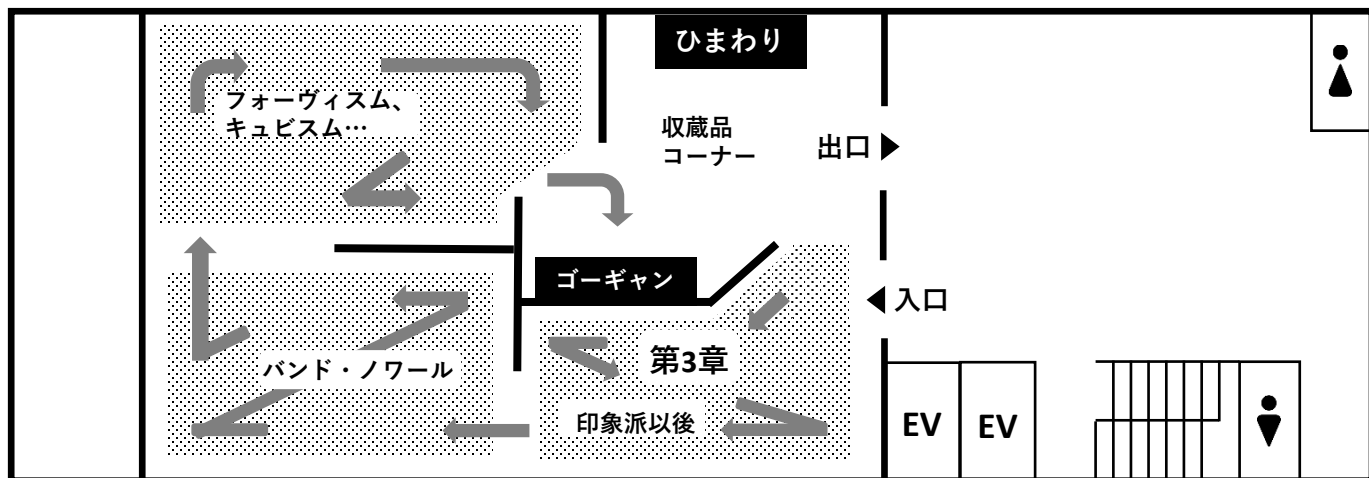 ひまわり
フォーヴィスム、
キュビスム…
収蔵品
コーナー
出口
ゴーギャン
入口
第3章
バンド・ノワール
印象派以後
EV
EV